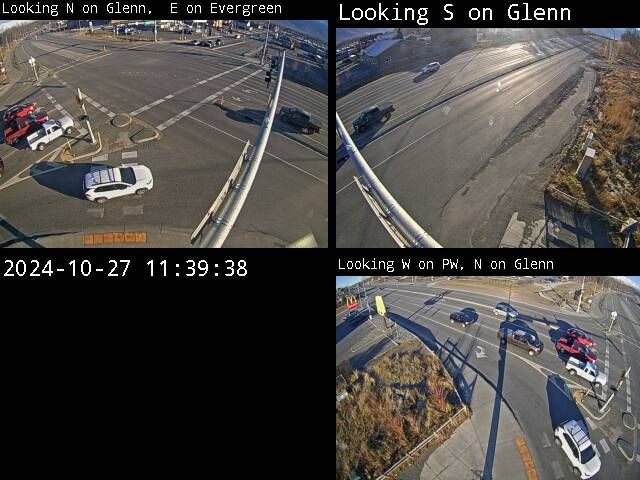 Looking N on Glenn,  E on Evergreen
Looking S on Glenn
2024-10-27 11:39:38
Looking W on PW, N on Glenn